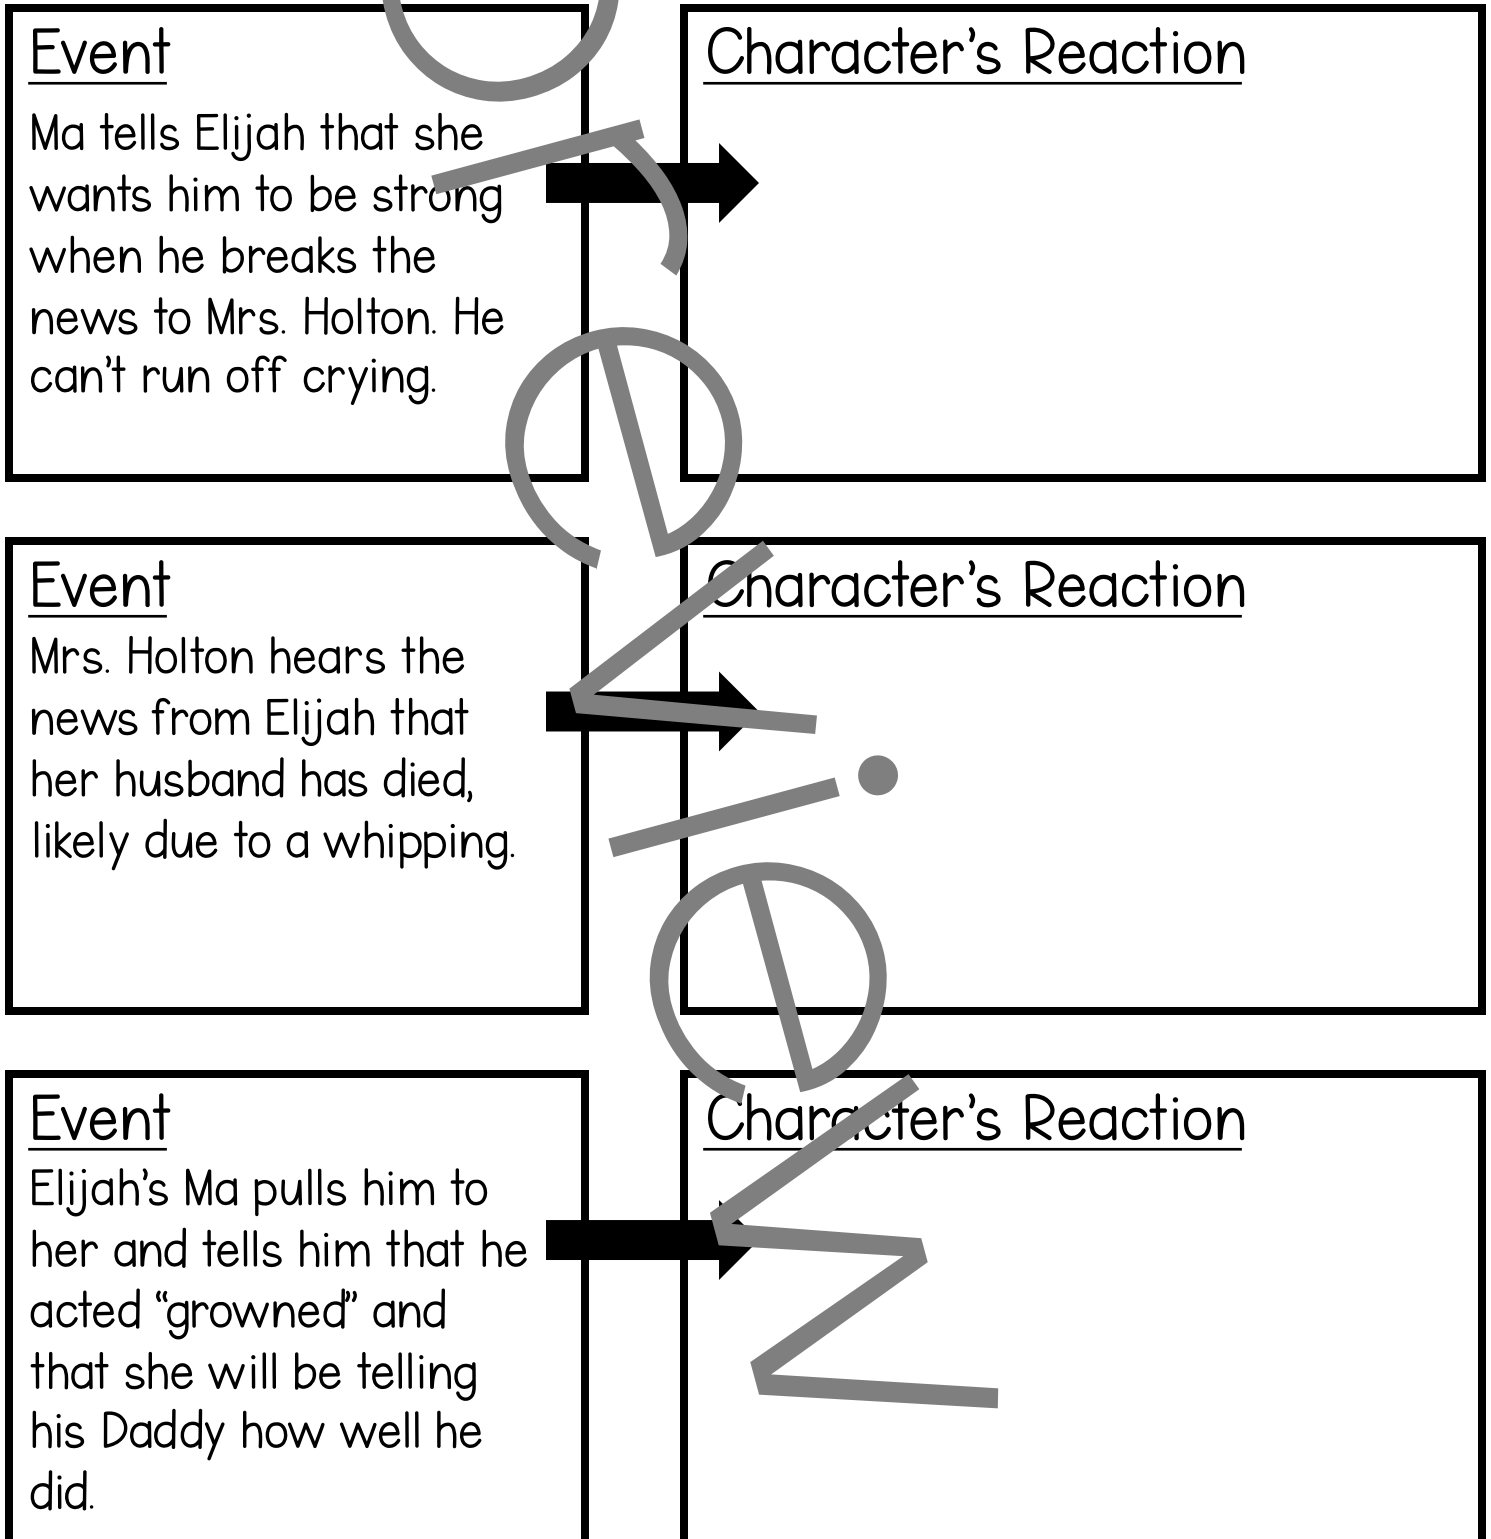 Event
Ma tells Elijah that she
wants him to be strong
when he breaks the
news to Mrs. Holton. He
can't run off crying.
Character's Reaction
Event
Mrs. Holton hears the
news from Elijah that
her husband has died,
likely due to a whipping.
Character's Reaction
Event
Elijah's Ma pulls him to
her and tells him that he
acted “growned” and
that she will be telling
his Daddy how well he
did.
Character's Reaction